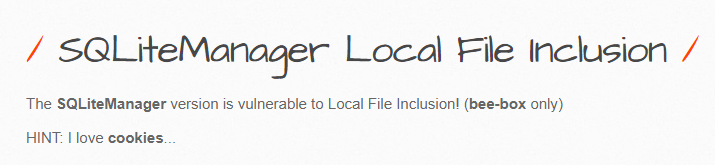 / SQLiteManager Local File Inclusion /
The SQLiteManager version is vulnerable to Local File Inclusion! (bee-box only)
HINT: I love cookies...